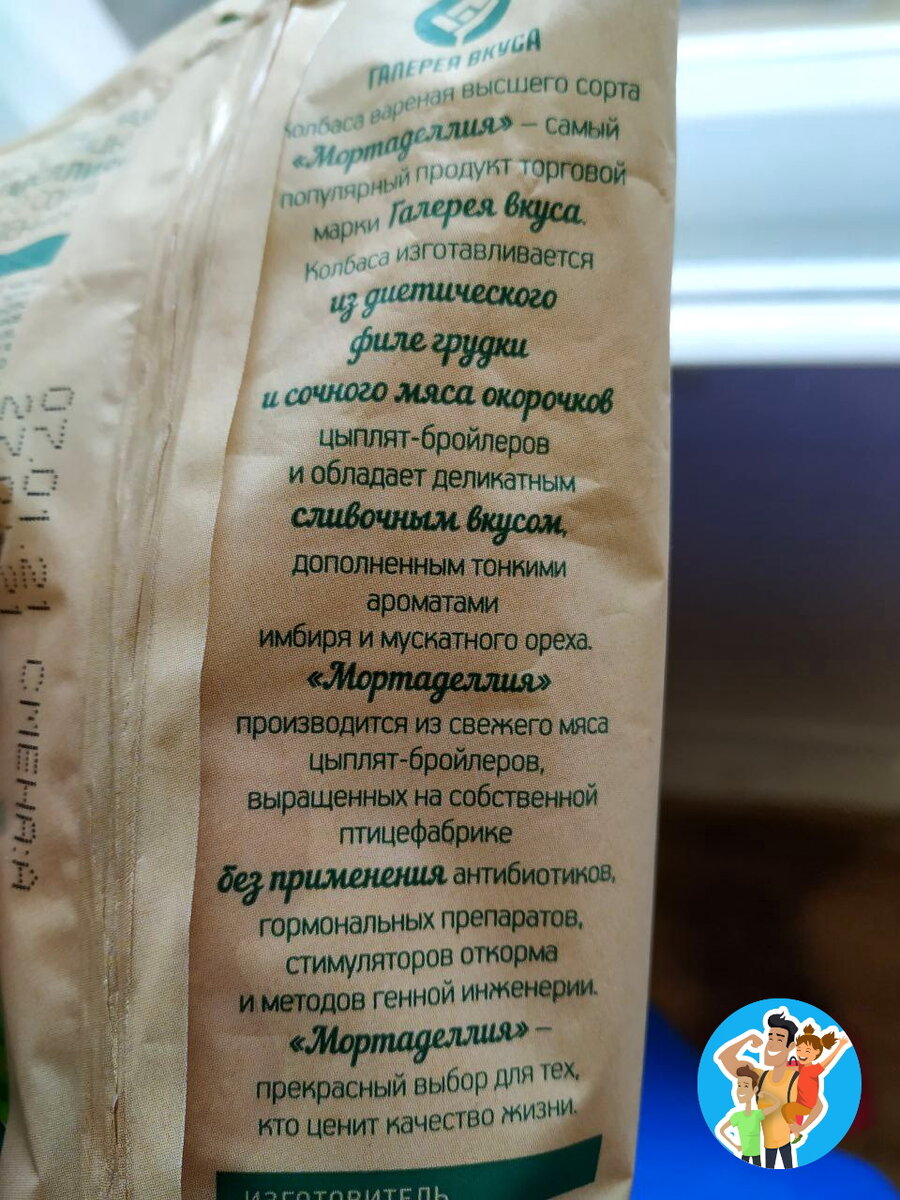 ГАЛЕРЕЯ ВКУСА
Колбаса вареная высшего сорта
«Мортаделлия» – самый
популярный продукт торговой
марки Галерея вкуса.
Колбаса изготавливается
из диетического
филе грудки
и сочного мяса окорочков
цыплят-бройлеров
и обладает деликатным
сливочным вкусом,
дополненным тонкими
ароматами
имбиря и мускатного ореха.
«Мортаделлия»
производится из свежего мяса
цыплят-бройлеров,
выращенных на собственной
птицефабрике
без применения антибиотиков,
гормональных препаратов,
стимуляторов откорма
и методов генной инженерии.
«Мортаделлия» –
прекрасный выбор для тех,
кто ценит качество жизни.
ИЗГОТОВИТЕЛЬ
СМЕНА:А